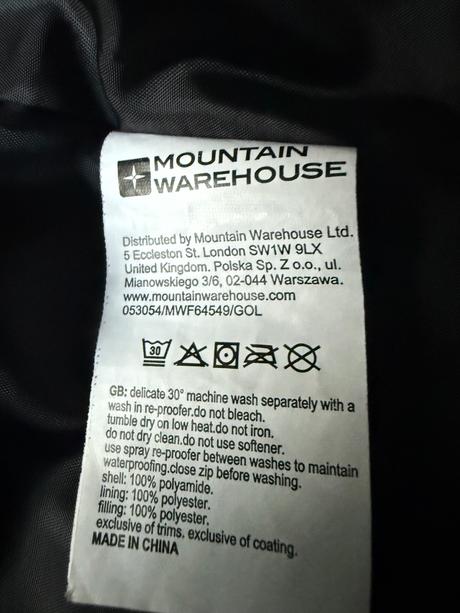 MOUNTAIN
WAREHOUSE
Distributed by Mountain Warehouse Ltd.
5 Eccleston St. London SW1W 9LX
United Kingdom. Polska Sp. Z o.o., ul.
Mianowskiego 3/6, 02-044 Warszawa.
www.mountainwarehouse.com
053054/MWF64549/GOL
30
GB: delicate 30° machine wash separately with a
wash in re-proofer.do not bleach.
tumble dry on low heat.do not iron.
do not dry clean.do not use softener.
use spray re-proofer between washes to maintain
waterproofing.close zip before washing.
shell: 100% polyamide.
lining: 100% polyester.
filling: 100% polyester.
exclusive of trims, exclusive of coating.
MADE IN CHINA